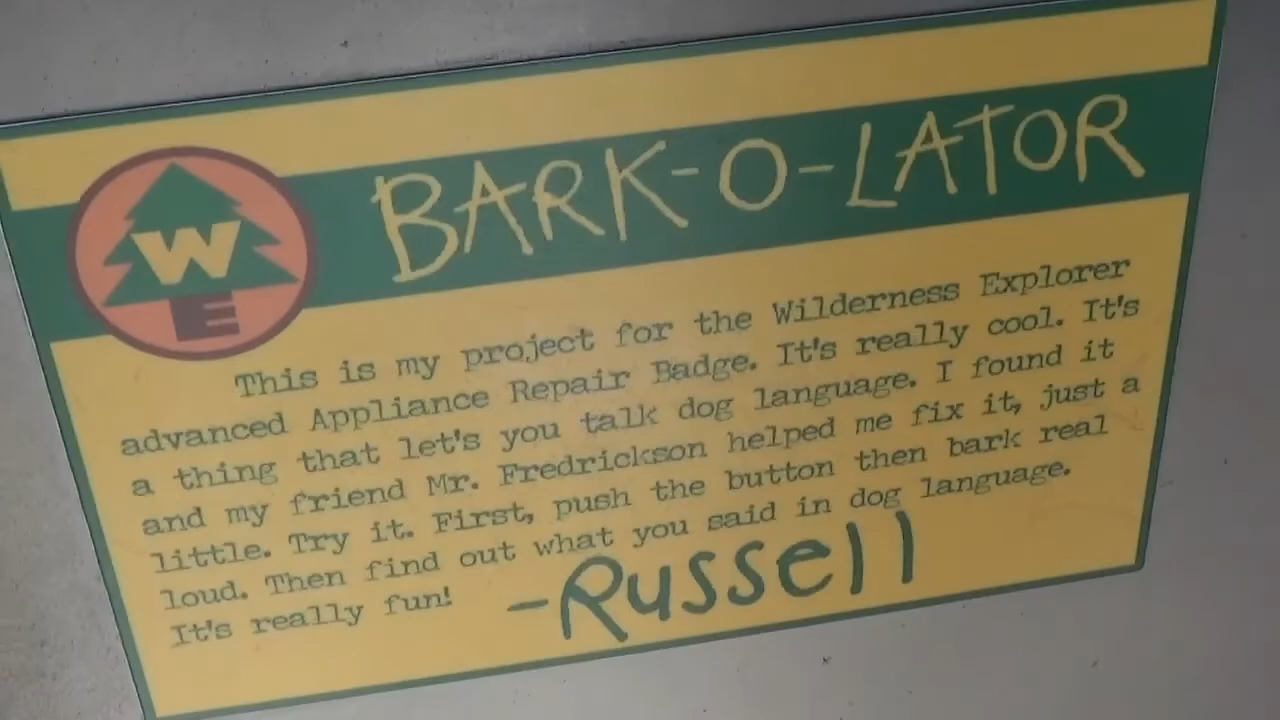 BARK-O-LATOR
W
E
This is my project for the Wilderness Explorer
advanced Appliance Repair Badge. It's really cool. It's
a thing that let's you talk dog language. I found it
and my friend Mr. Fredrickson helped me fix it, just a
little. Try it. First, push the button then bark real
loud. Then find out what you said in dog language.
It's really fun!
-Russell